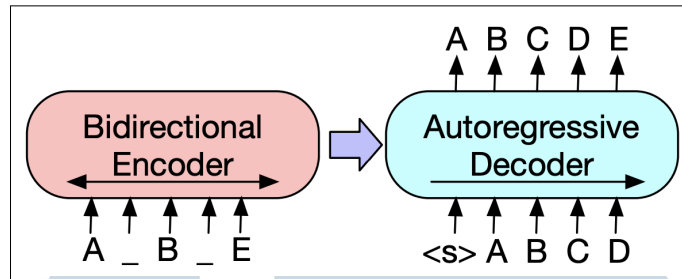 A B C D E
Bidirectional
Encoder
Autoregressive
Decoder
A _ B _ E
<s> A B C D